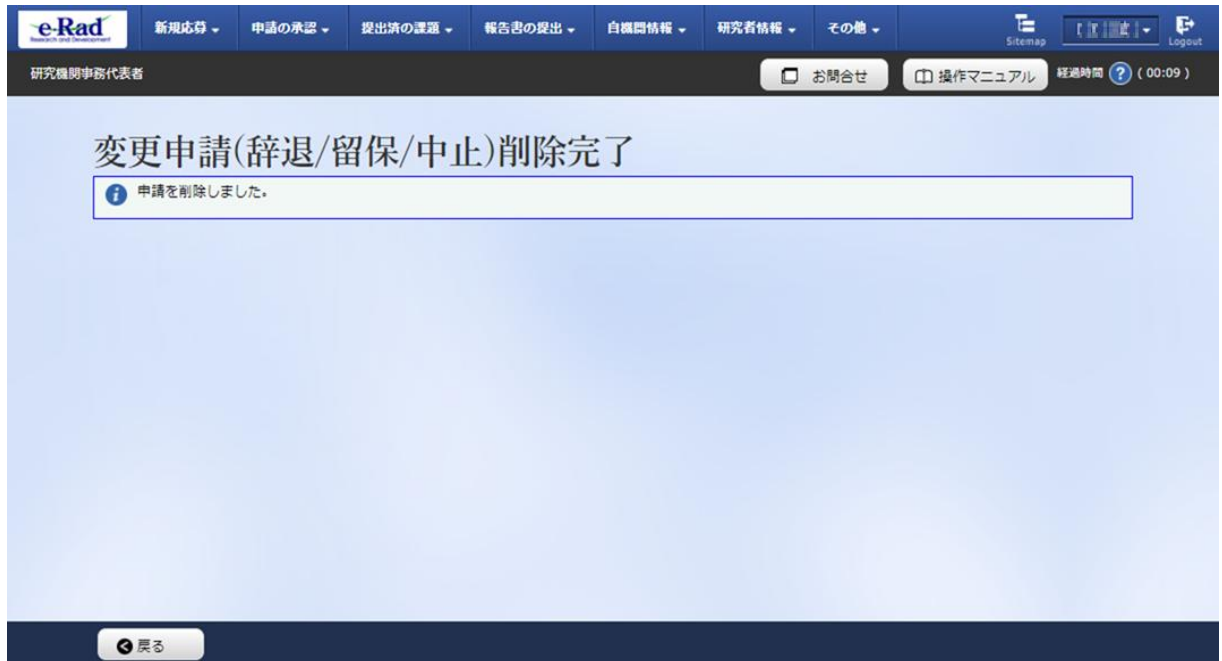 e-Rad
Research and Development
新規応募
申請の承認
提出済の課題
報告書の提出
自機関情報
研究者情報
その他
Sitemap
Logout
研究機関事務代表者
お問合せ
操作マニュアル
経過時間 ? ( 00:09 )
変更申請(辞退/留保/中止)削除完了
i 申請を削除しました。
戻る